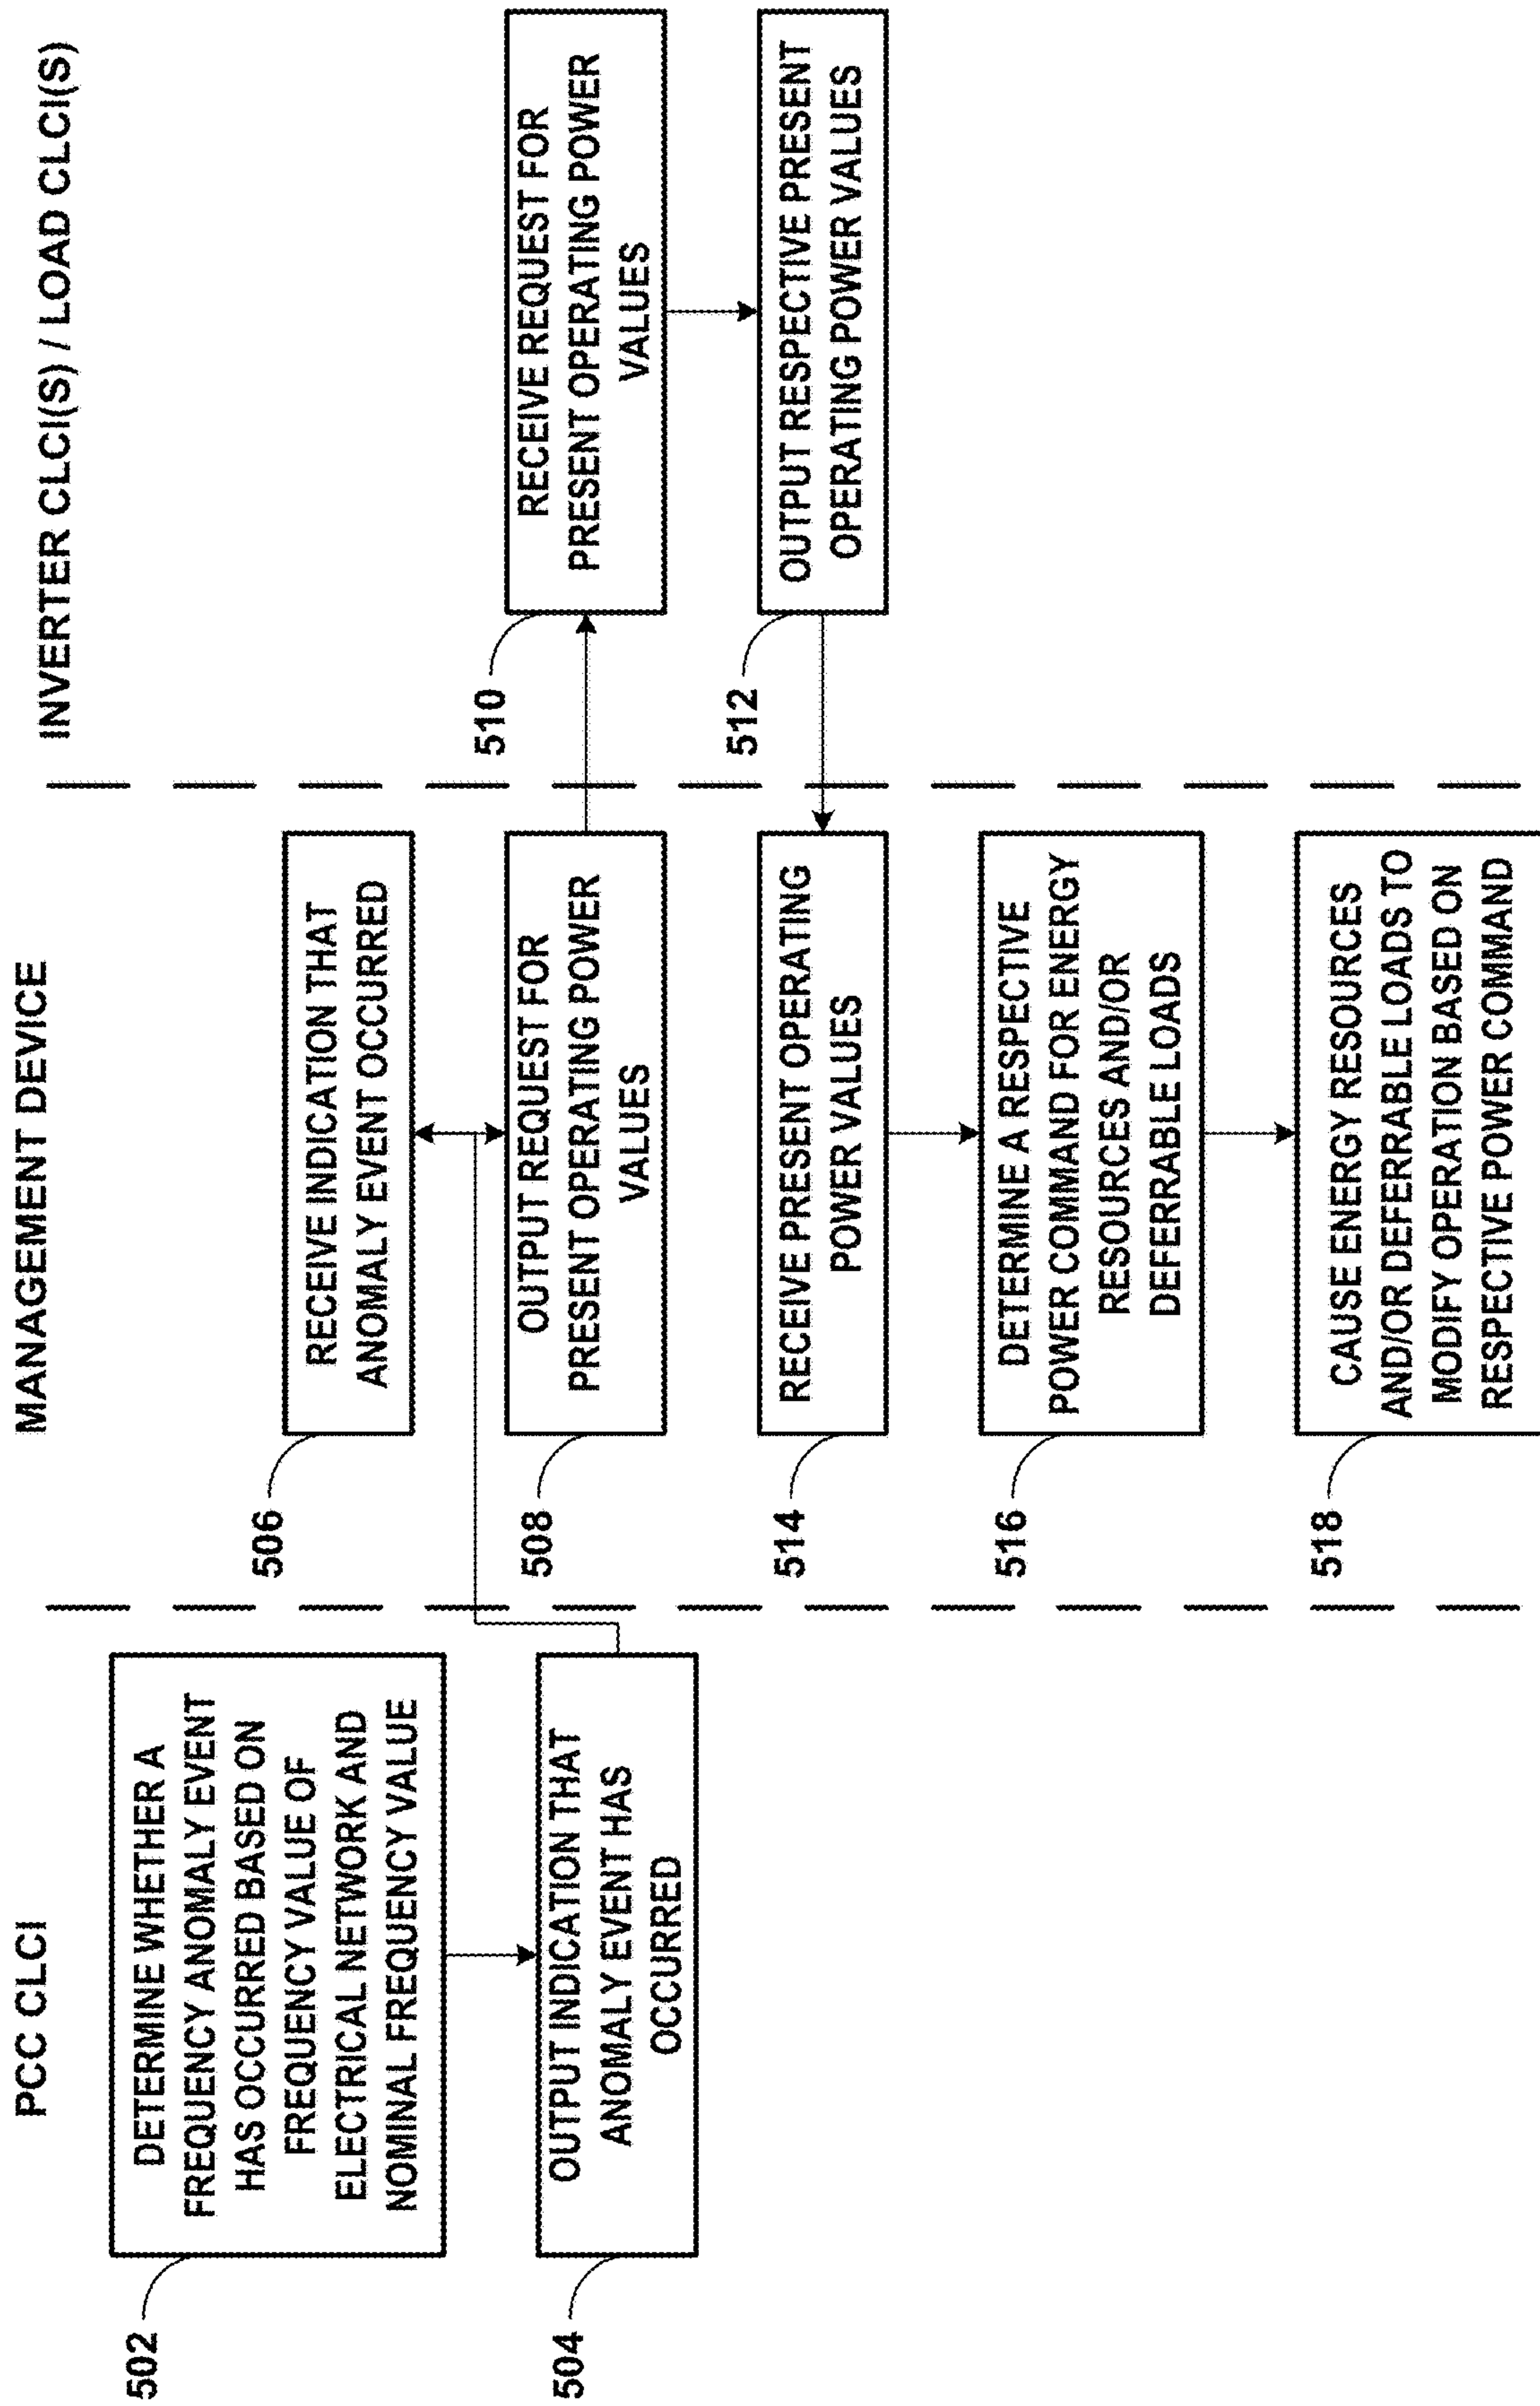 PCC CLCI
502
DETERMINE WHETHER A
FREQUENCY ANOMALY EVENT
HAS OCCURRED BASED ON
FREQUENCY VALUE OF
ELECTRICAL NETWORK AND
NOMINAL FREQUENCY VALUE
504
OUTPUT INDICATION THAT
ANOMALY EVENT HAS
OCCURRED
MANAGEMENT DEVICE
506
RECEIVE INDICATION THAT
ANOMALY EVENT OCCURRED
508
OUTPUT REQUEST FOR
PRESENT OPERATING POWER
VALUES
514
RECEIVE PRESENT OPERATING
POWER VALUES
516
DETERMINE A RESPECTIVE
POWER COMMAND FOR ENERGY
RESOURCES AND/OR
DEFERRABLE LOADS
518
CAUSE ENERGY RESOURCES
AND/OR DEFERRABLE LOADS TO
MODIFY OPERATION BASED ON
RESPECTIVE POWER COMMAND
INVERTER CLCI(S) / LOAD CLCI(S)
510
RECEIVE REQUEST FOR
PRESENT OPERATING POWER
VALUES
512
OUTPUT RESPECTIVE PRESENT
OPERATING POWER VALUES